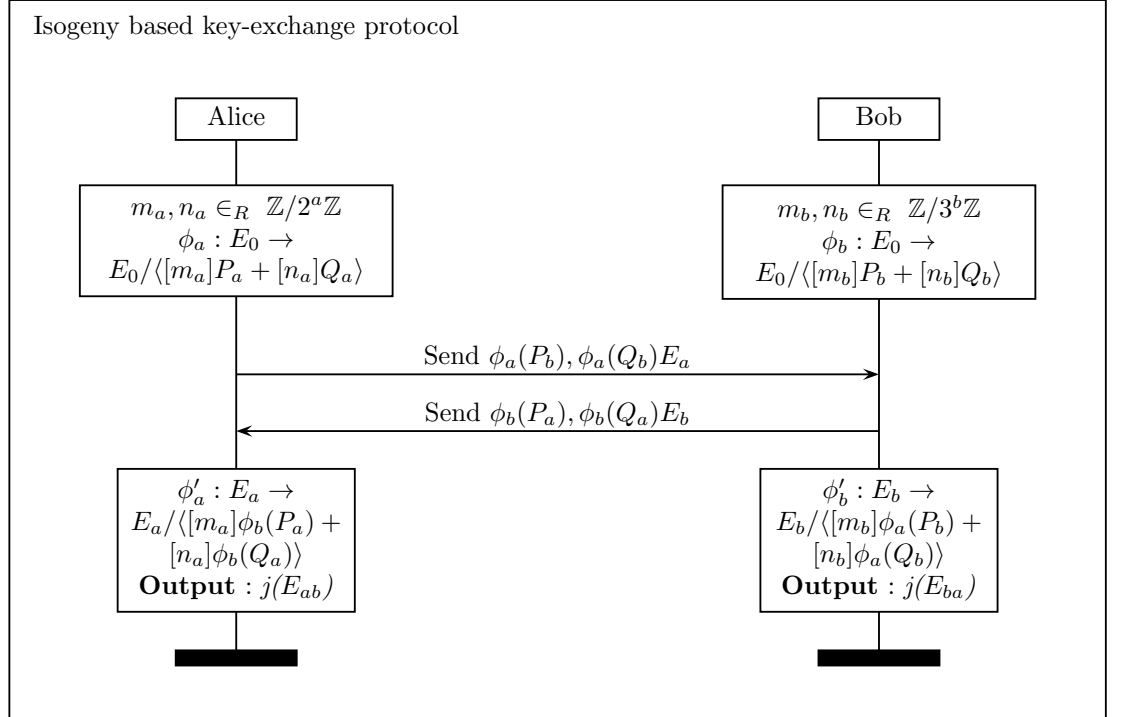 Isogeny based key-exchange protocol
Alice
Bob
m_a, n_a ∈_R ℤ/2^aℤ
ϕ_a : E_0 →
E_0/⟨[m_a]P_a + [n_a]Q_a⟩
m_b, n_b ∈_R ℤ/3^bℤ
ϕ_b : E_0 →
E_0/⟨[m_b]P_b + [n_b]Q_b⟩
Send ϕ_a(P_b), ϕ_a(Q_b)E_a
Send ϕ_b(P_a), ϕ_b(Q_a)E_b
ϕ′_a : E_a →
E_a/⟨[m_a]ϕ_b(P_a) +
[n_a]ϕ_b(Q_a)⟩
Output : j(E_ab)
ϕ′_b : E_b →
E_b/⟨[m_b]ϕ_a(P_b) +
[n_b]ϕ_a(Q_b)⟩
Output : j(E_ba)